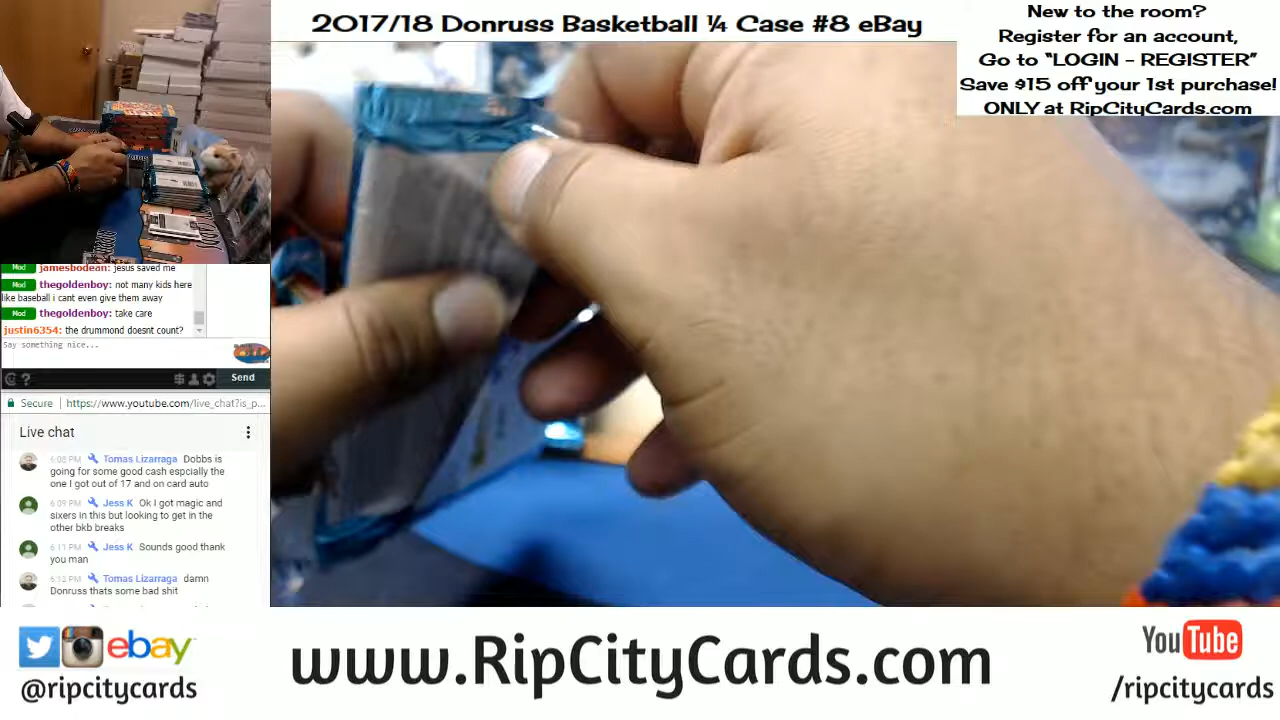 2017/18 Donruss Basketball ¼ Case #8 eBay
New to the room?
Register for an account,
Go to “LOGIN - REGISTER”
Save $15 off your 1st purchase!
ONLY at RipCityCards.com
Mod jamesbodean: jesus saved me
Mod thegoldenboy: not many kids here
like baseball i cant even give them away
Mod thegoldenboy: take care
justin6354: the drummond doesnt count?
Say something nice...
Send
Secure https://www.youtube.com/live_chat?is_p...
Live chat
6:08 PM Tomas Lizarraga Dobbs is
going for some good cash espcially the
one I got out of 17 and on card auto
6:09 PM Jess K Ok I got magic and
sixers in this but looking to get in the
other bkb breaks
6:11 PM Jess K Sounds good thank
you man
6:12 PM Tomas Lizarraga damn
Donruss thats some bad shit
ebay
@ripcitycards
www.RipCityCards.com
YouTube
/ripcitycards